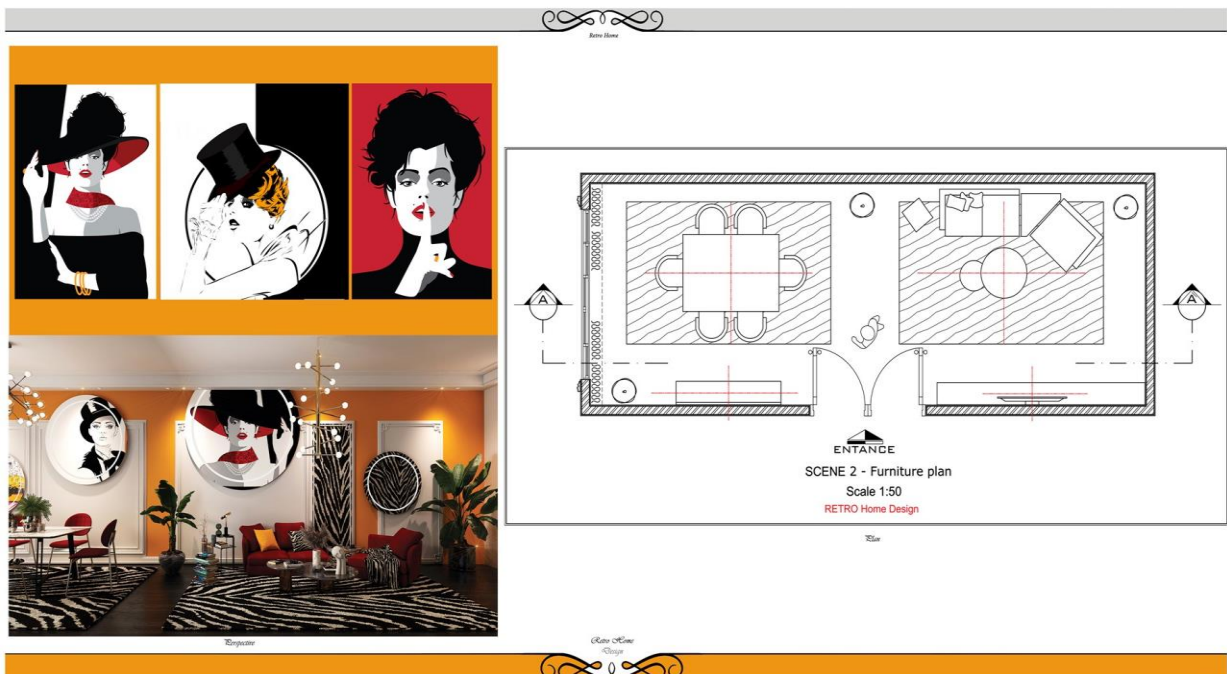 Retro Home
A
A
ENTANCE
SCENE 2 - Furniture plan
Scale 1:50
RETRO Home Design
Plan
Perspective
Retro Home
Design